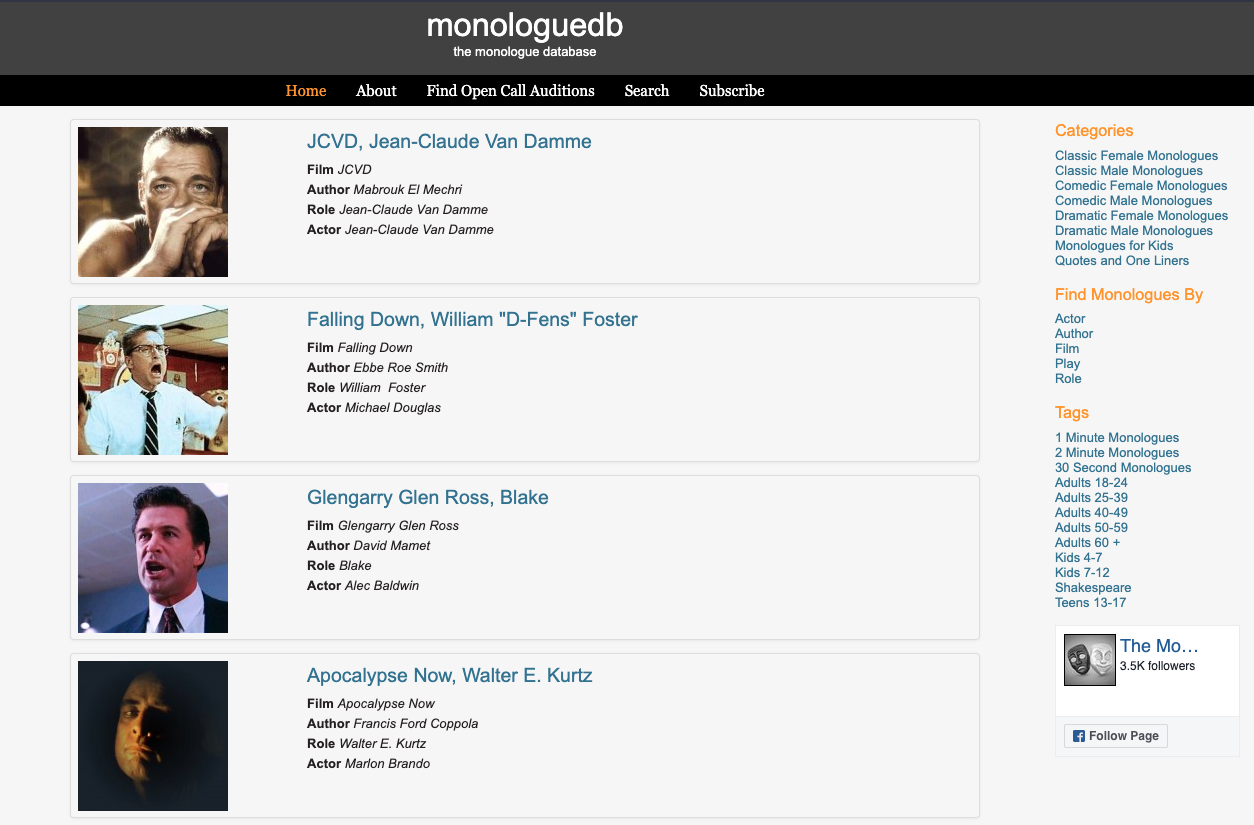 monologuedb
the monologue database
Home
About
Find Open Call Auditions
Search
Subscribe
JCVD, Jean-Claude Van Damme
Film JCVD
Author Mabrouk El Mechri
Role Jean-Claude Van Damme
Actor Jean-Claude Van Damme
Falling Down, William "D-Fens" Foster
Film Falling Down
Author Ebbe Roe Smith
Role William  Foster
Actor Michael Douglas
Glengarry Glen Ross, Blake
Film Glengarry Glen Ross
Author David Mamet
Role Blake
Actor Alec Baldwin
Apocalypse Now, Walter E. Kurtz
Film Apocalypse Now
Author Francis Ford Coppola
Role Walter E. Kurtz
Actor Marlon Brando
Categories
Classic Female Monologues
Classic Male Monologues
Comedic Female Monologues
Comedic Male Monologues
Dramatic Female Monologues
Dramatic Male Monologues
Monologues for Kids
Quotes and One Liners
Find Monologues By
Actor
Author
Film
Play
Role
Tags
1 Minute Monologues
2 Minute Monologues
30 Second Monologues
Adults 18-24
Adults 25-39
Adults 40-49
Adults 50-59
Adults 60 +
Kids 4-7
Kids 7-12
Shakespeare
Teens 13-17
The Mo…
3.5K followers
Follow Page